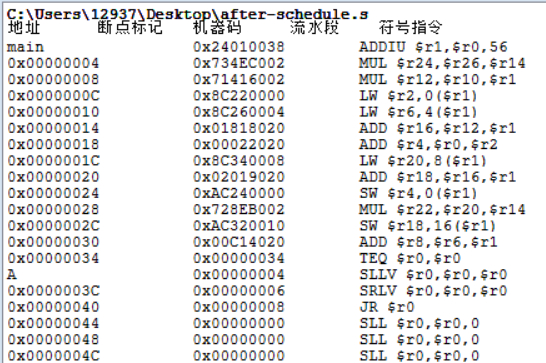 C:\Users\12937\Desktop\after-schedule.s
地址 断点标记 机器码 流水段 符号指令
main 0x24010038 ADDIU $r1,$r0,56
0x00000004 0x734EC002 MUL $r24,$r26,$r14
0x00000008 0x71416002 MUL $r12,$r10,$r1
0x0000000C 0x8C220000 LW $r2,0($r1)
0x00000010 0x8C260004 LW $r6,4($r1)
0x00000014 0x01818020 ADD $r16,$r12,$r1
0x00000018 0x00022020 ADD $r4,$r0,$r2
0x0000001C 0x8C340008 LW $r20,8($r1)
0x00000020 0x02019020 ADD $r18,$r16,$r1
0x00000024 0xAC240000 SW $r4,0($r1)
0x00000028 0x728EB002 MUL $r22,$r20,$r14
0x0000002C 0xAC320010 SW $r18,16($r1)
0x00000030 0x00C14020 ADD $r8,$r6,$r1
0x00000034 0x00000034 TEQ $r0,$r0
A 0x00000004 SLLV $r0,$r0,$r0
0x0000003C 0x00000006 SRLV $r0,$r0,$r0
0x00000040 0x00000008 JR $r0
0x00000044 0x00000000 SLL $r0,$r0,0
0x00000048 0x00000000 SLL $r0,$r0,0
0x0000004C 0x00000000 SLL $r0,$r0,0